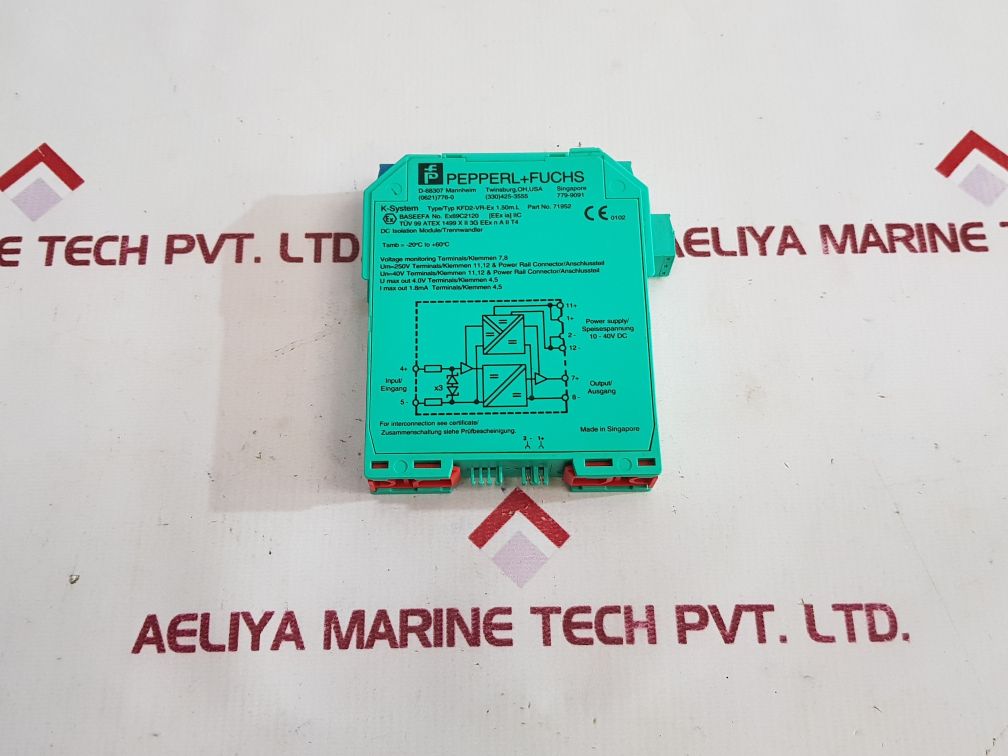 PEPPERL+FUCHS
D-68307 Mannheim Twinsburg,OH,USA Singapore
(0621)776-0 (330)425-3555 779-9091
K-System Type/Typ KFD2-VR-Ex 1.50m.L Part No. 71952
BASEEFA No. Ex89C2120 [EEx ia] IIC
TÜV 99 ATEX 1499 X II 3G EEx n A II T4
CE 0102
DC Isolation Module/Trennwandler
Tamb = -20°C to +60°C
Voltage monitoring Terminals/Klemmen 7,8
Um=250V Terminals/Klemmen 11,12 & Power Rail Connector/Anschlussteil
Un=40V Terminals/Klemmen 11,12 & Power Rail Connector/Anschlussteil
U max out 4.0V Terminals/Klemmen 4,5
I max out 1.8mA Terminals/Klemmen 4,5
11+
1+
2 -
12 -
Power supply/
Speisespannung
10 - 40V DC
4+
Input/
Eingang
5 -
x3
7+
8 -
Output/
Ausgang
For interconnection see certificate/
Zusammenschaltung siehe Prüfbescheinigung.
2 - 1+
Made in Singapore
E TECH PVT. LTD.
AELIYA MARINE
AELIYA MARINE TECH PVT. LTD.